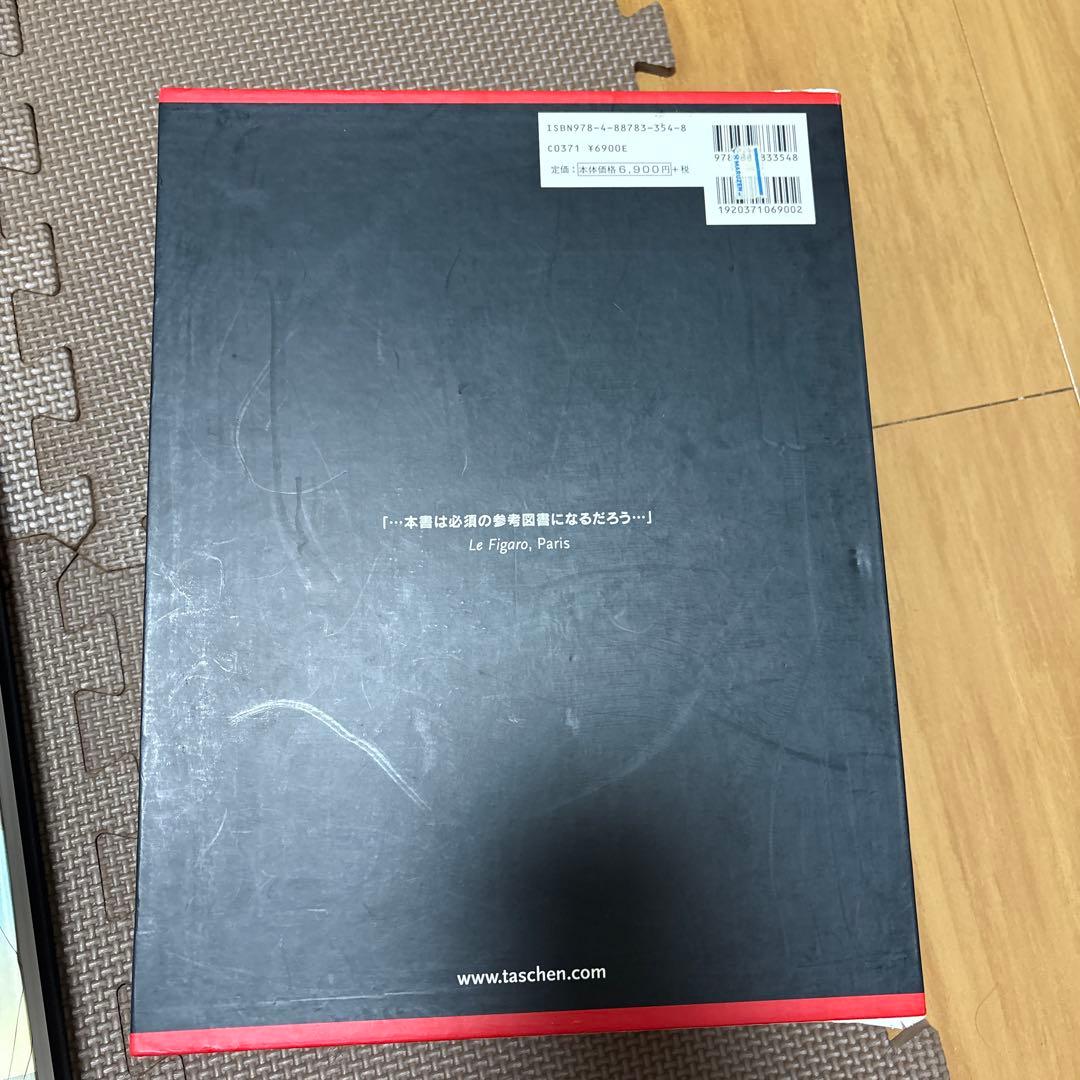 ISBN978-4-88783-354-8
C0371 ¥6900E
定価：本体価格6,900円+税
MARUZEN
1920371069002
「…本書は必須の参考図書になるだろう…」
Le Figaro, Paris
www.taschen.com